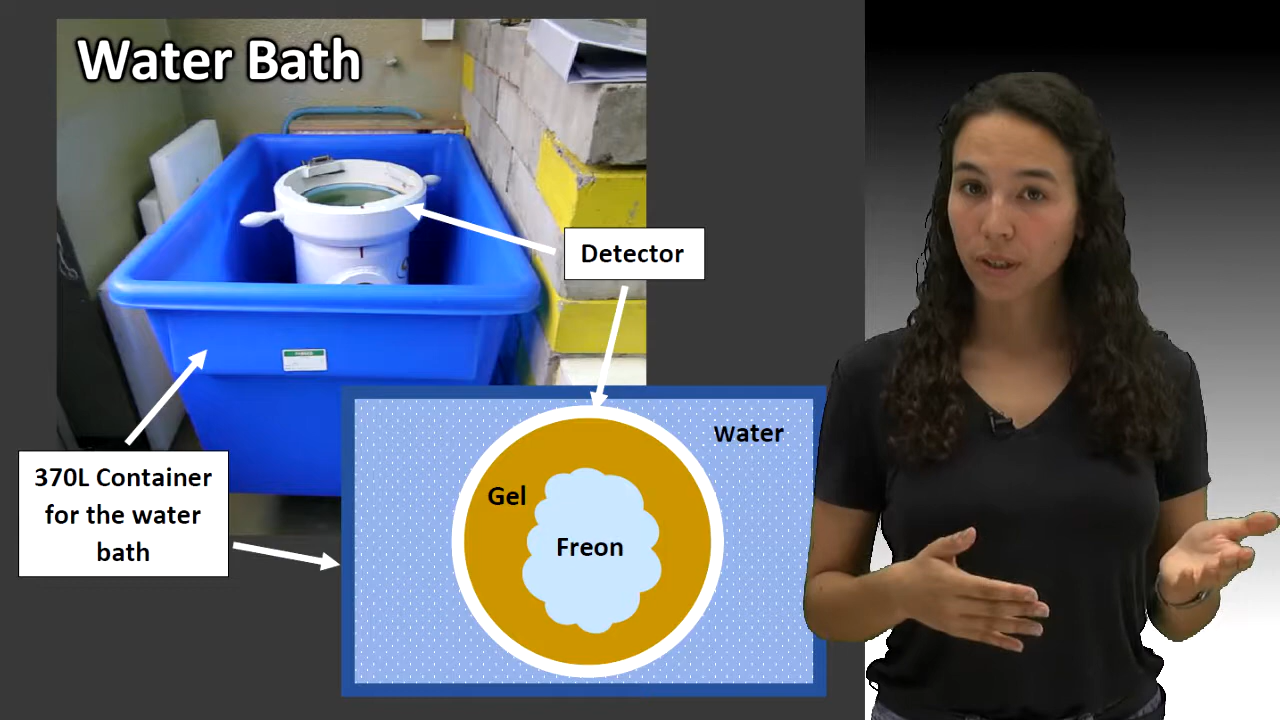 Water Bath
Detector
370L Container
for the water
bath
water
Gel
Freon